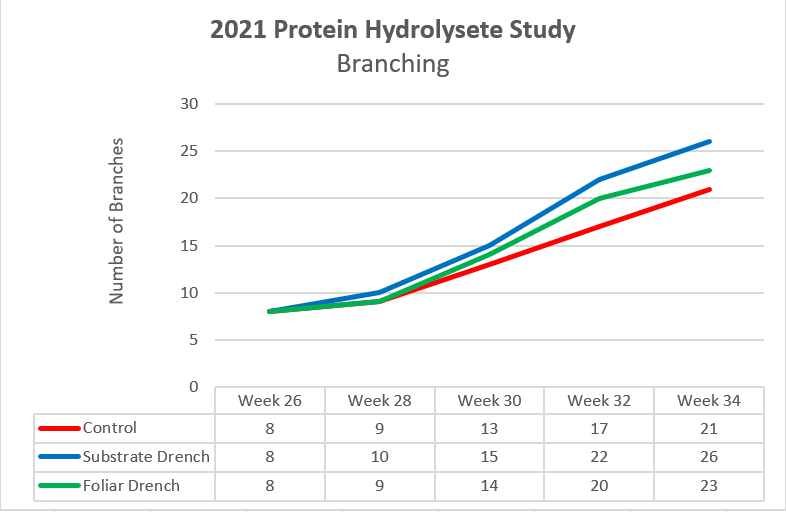 2021 Protein Hydrolysete Study
Branching
Number of Branches
30
25
20
15
10
5
0
Week 26 Week 28 Week 30 Week 32 Week 34
Control 8 9 13 17 21
Substrate Drench 8 10 15 22 26
Foliar Drench 8 9 14 20 23